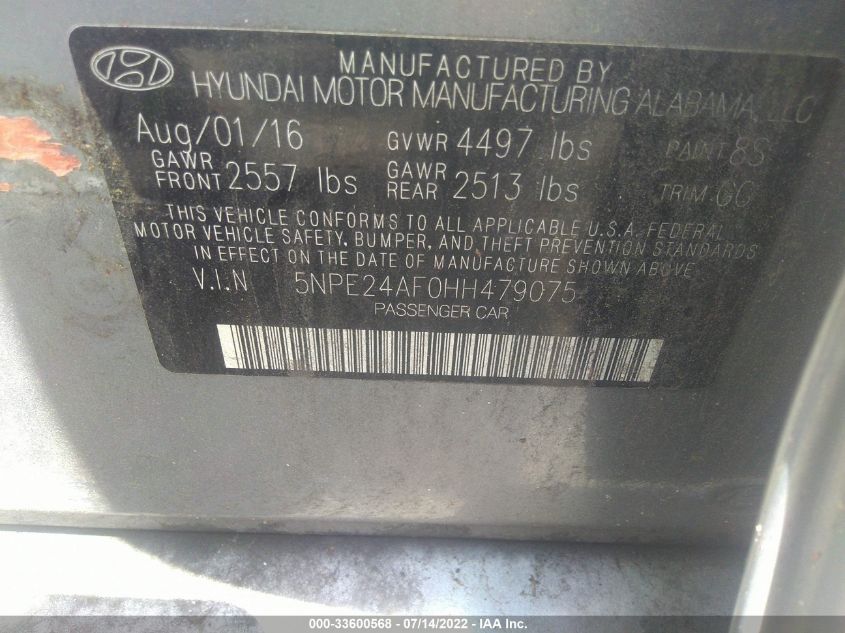 MANUFACTURED BY
HYUNDAI MOTOR MANUFACTURING ALABAMA, LLC
Aug/01/16 GVWR 4497 lbs PAINT 8S
GAWR FRONT 2557 lbs GAWR REAR 2513 lbs TRIM GG
THIS VEHICLE CONFORMS TO ALL APPLICABLE U.S.A. FEDERAL
MOTOR VEHICLE SAFETY, BUMPER, AND THEFT PREVENTION STANDARDS
IN EFFECT ON THE DATE OF MANUFACTURE SHOWN ABOVE.
V.I.N 5NPE24AF0HH479075
PASSENGER CAR
000-33600568 - 07/14/2022 - IAA Inc.